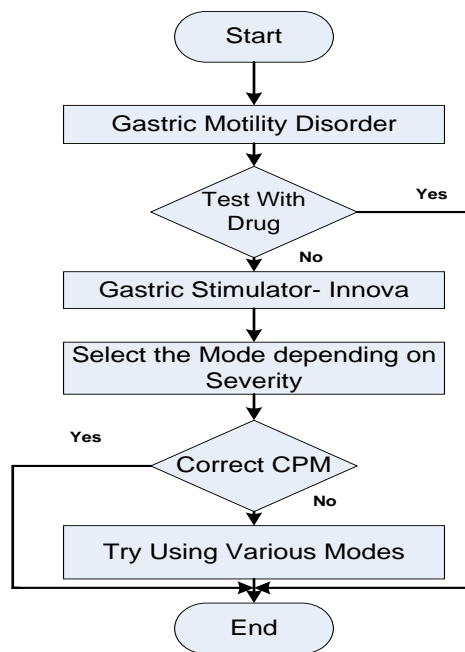 Start
Gastric Motility Disorder
Test With
Drug
Yes
No
Gastric Stimulator- Innova
Select the Mode depending on
Severity
Yes
Correct CPM
No
Try Using Various Modes
End